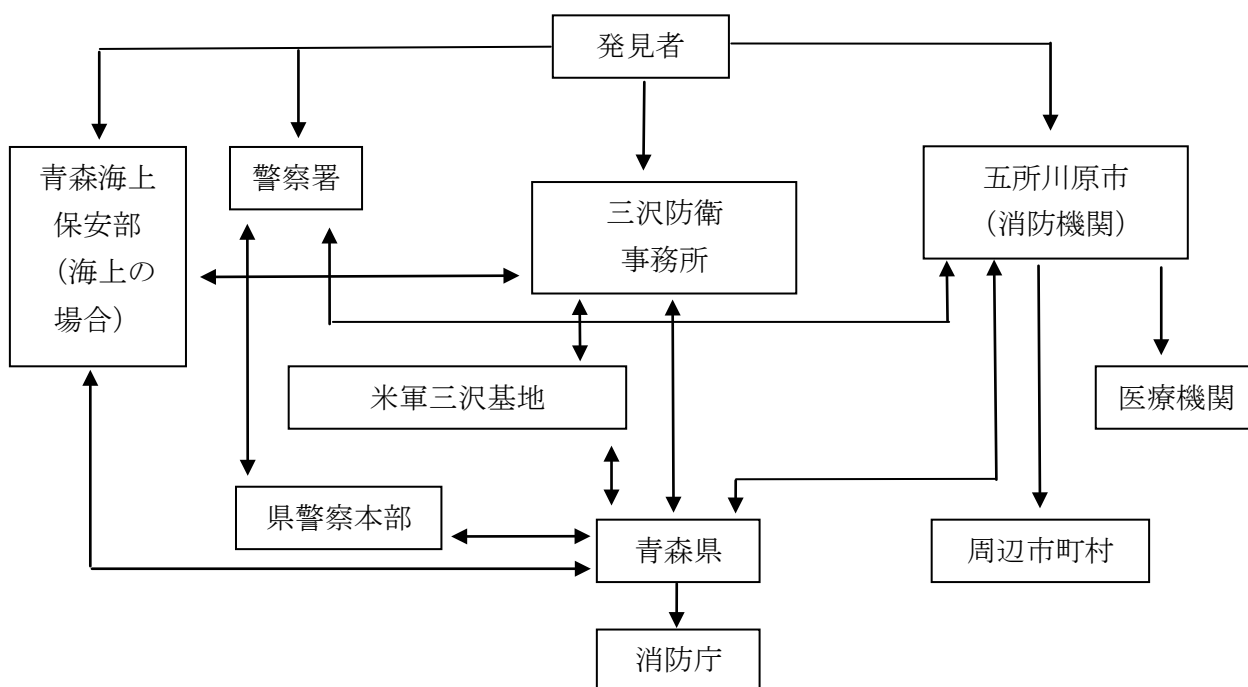 発見者
青森海上
保安部
（海上の
場合）
警察署
三沢防衛
事務所
五所川原市
（消防機関）
米軍三沢基地
医療機関
県警察本部
青森県
周辺市町村
消防庁